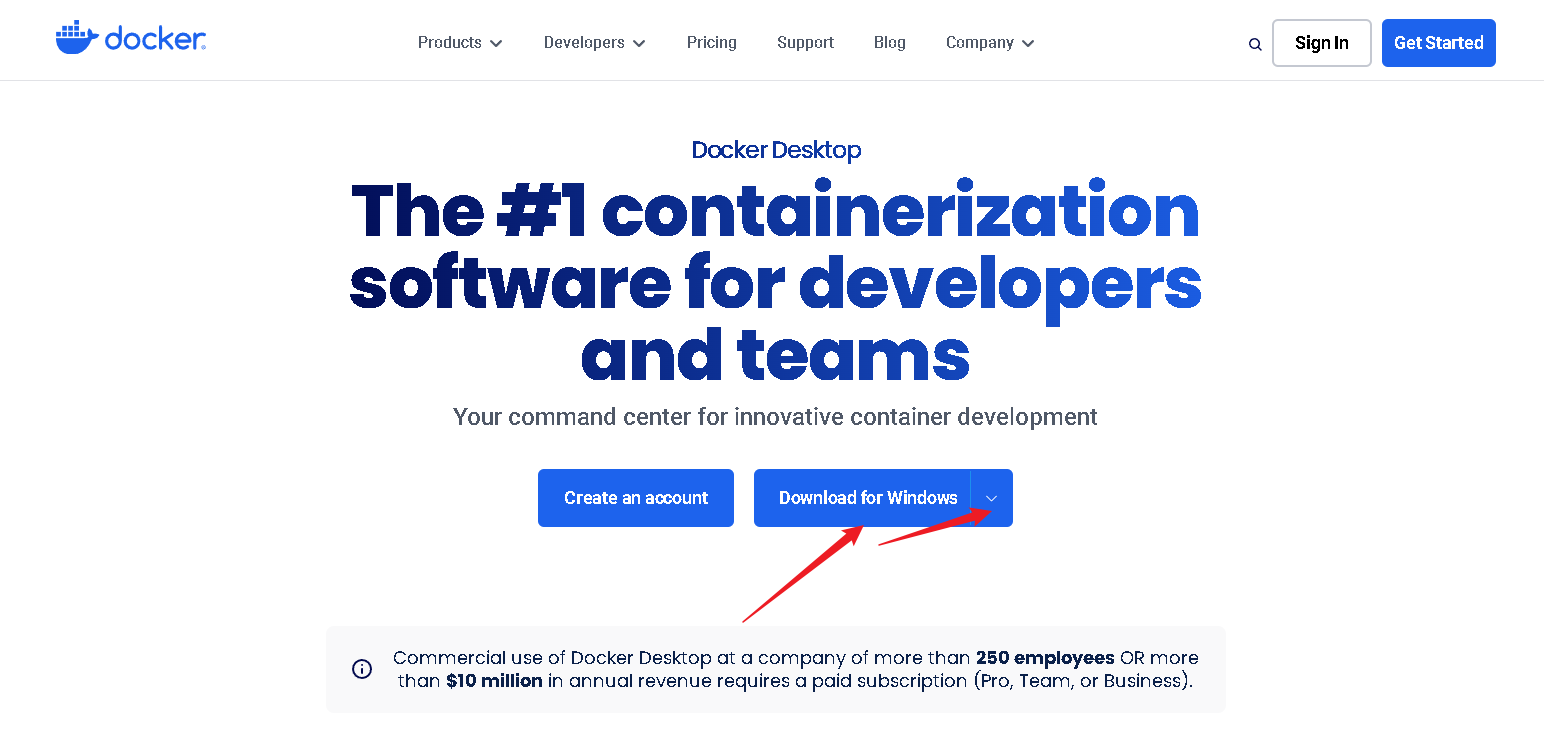 docker
Products Developers Pricing Support Blog Company Sign In Get Started
Docker Desktop
The #1 containerization
software for developers
and teams
Your command center for innovative container development
Create an account Download for Windows
Commercial use of Docker Desktop at a company of more than 250 employees OR more
than $10 million in annual revenue requires a paid subscription (Pro, Team, or Business).